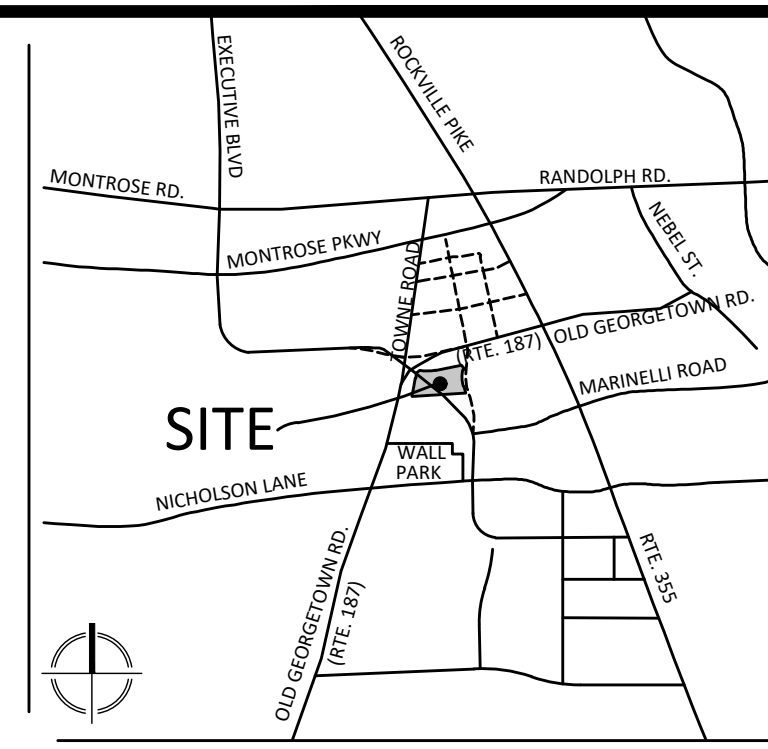 EXECUTIVE BLVD
ROCKVILLE PIKE
MONTROSE RD.
RANDOLPH RD.
NEBEL ST.
MONTROSE PKWY
TOWNE ROAD
OLD GEORGETOWN RD.
(RTE. 187)
MARINELLI ROAD
SITE
WALL
PARK
NICHOLSON LANE
OLD GEORGETOWN RD.
(RTE. 187)
RTE. 355